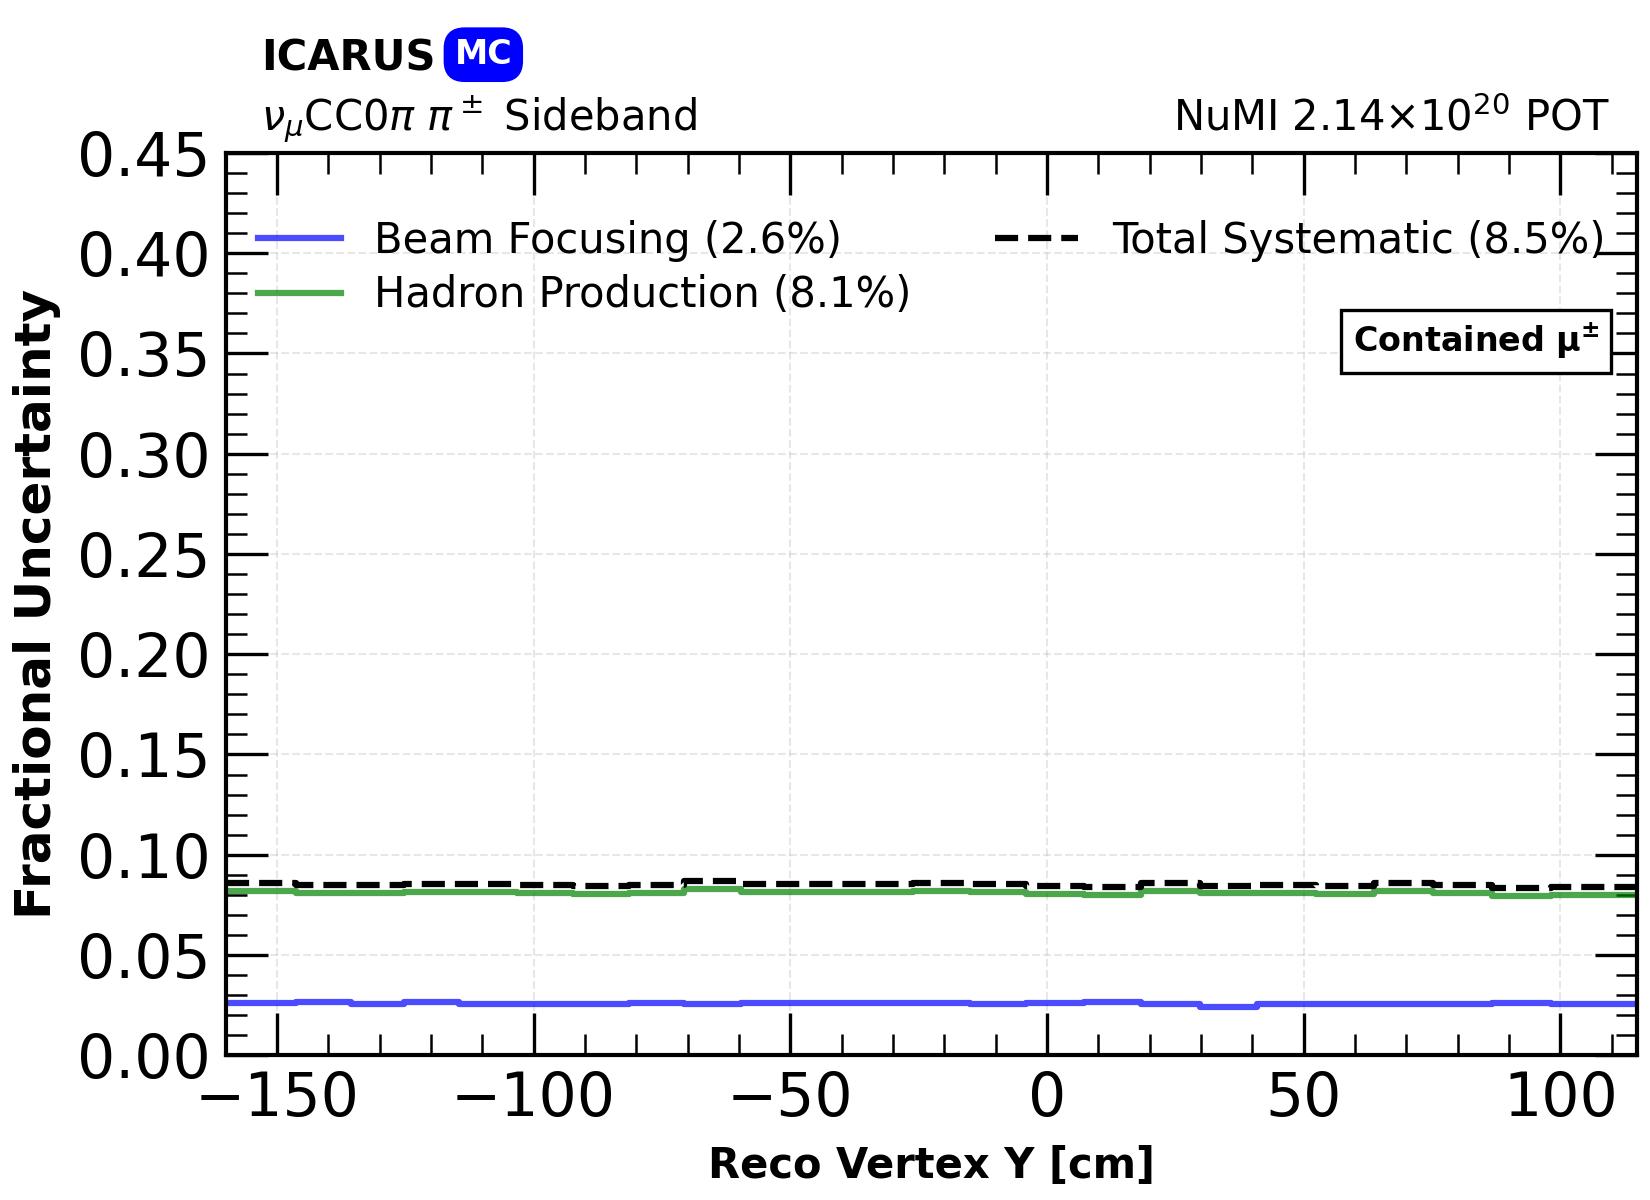 ICARUS MC
νμCC0π π± Sideband
NuMI 2.14×10²⁰ POT
0.45
0.40
0.35
0.30
0.25
0.20
0.15
0.10
0.05
0.00
Fractional Uncertainty
Beam Focusing (2.6%)
Hadron Production (8.1%)
Total Systematic (8.5%)
Contained μ±
−150 −100 −50 0 50 100
Reco Vertex Y [cm]